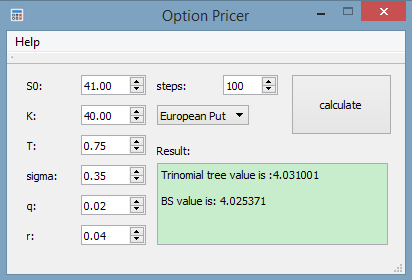 Option Pricer
Help
S0: 41.00 steps: 100
K: 40.00 European Put calculate
T: 0.75 Result:
sigma: 0.35 Trinomial tree value is :4.031001
q: 0.02 BS value is: 4.025371
r: 0.04